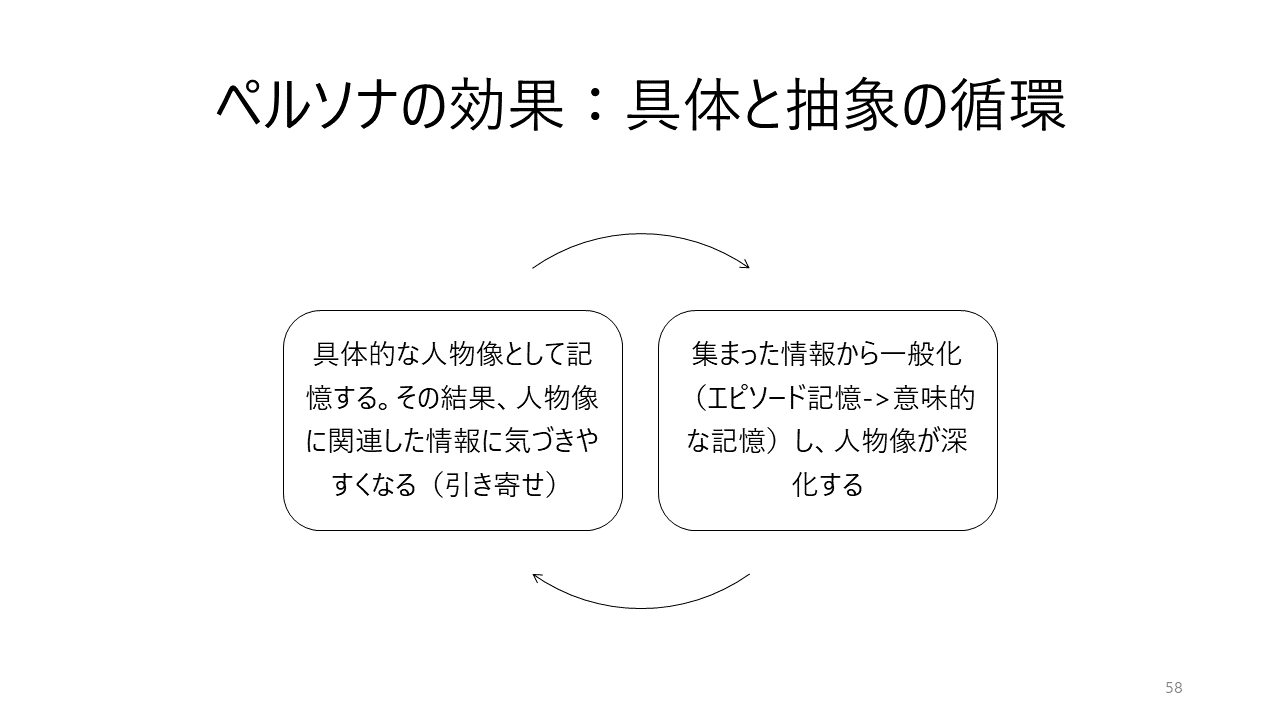 ペルソナの効果：具体と抽象の循環
具体的な人物像として記
憶する。その結果、人物像
に関連した情報に気づきや
すくなる（引き寄せ）
集まった情報から一般化
（エピソード記憶->意味的
な記憶）し、人物像が深
化する
58